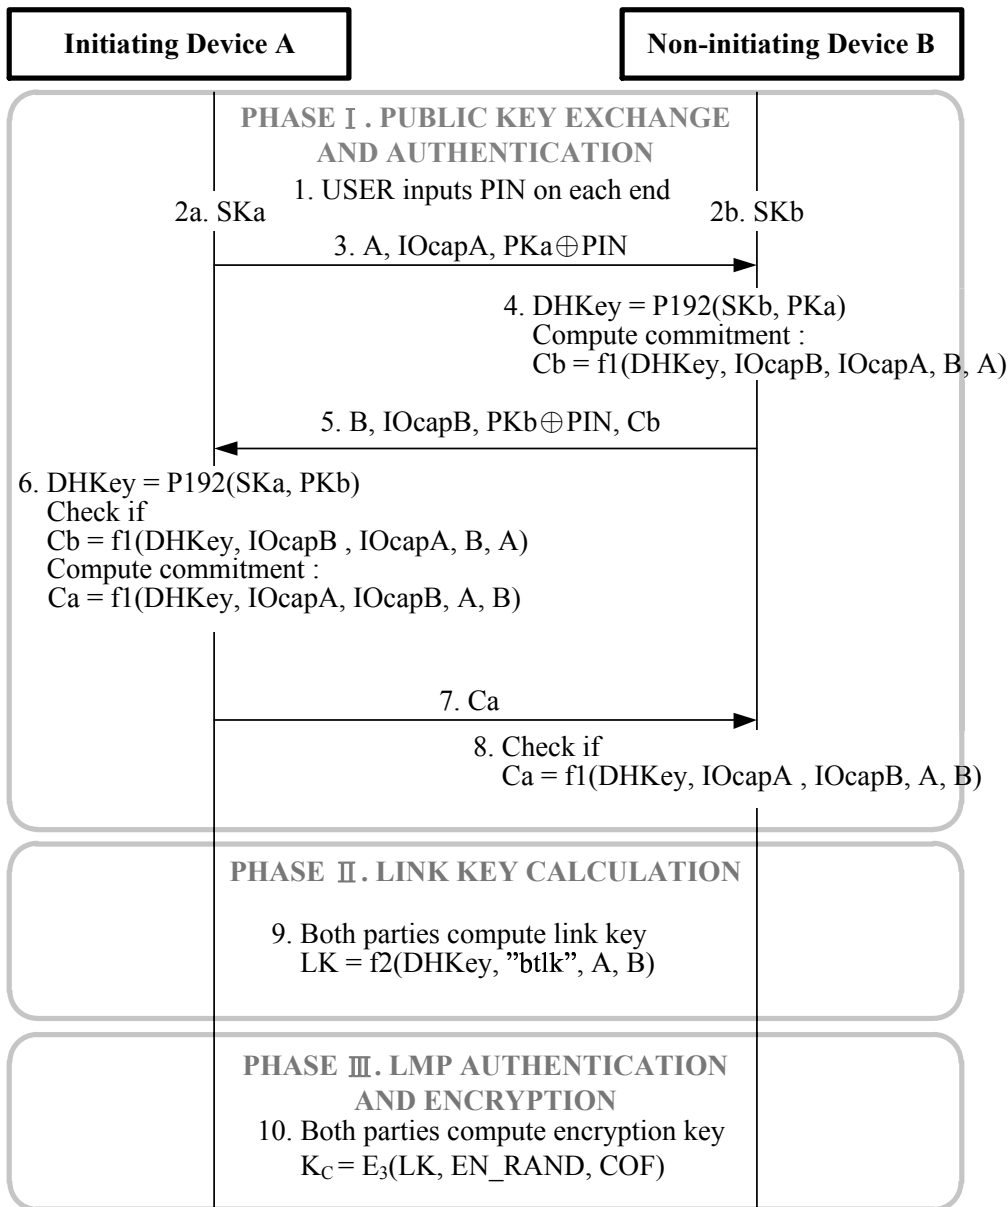 Initiating Device A
Non-initiating Device B
PHASE Ⅰ. PUBLIC KEY EXCHANGE
AND AUTHENTICATION
1. USER inputs PIN on each end
2a. SKa
2b. SKb
3. A, IOcapA, PKa⊕PIN
4. DHKey = P192(SKb, PKa)
Compute commitment :
Cb = f1(DHKey, IOcapB, IOcapA, B, A)
5. B, IOcapB, PKb⊕PIN, Cb
6. DHKey = P192(SKa, PKb)
Check if
Cb = f1(DHKey, IOcapB , IOcapA, B, A)
Compute commitment :
Ca = f1(DHKey, IOcapA, IOcapB, A, B)
7. Ca
8. Check if
Ca = f1(DHKey, IOcapA , IOcapB, A, B)
PHASE Ⅱ. LINK KEY CALCULATION
9. Both parties compute link key
LK = f2(DHKey, ”btlk”, A, B)
PHASE Ⅲ. LMP AUTHENTICATION
AND ENCRYPTION
10. Both parties compute encryption key
K_C = E_3(LK, EN_RAND, COF)